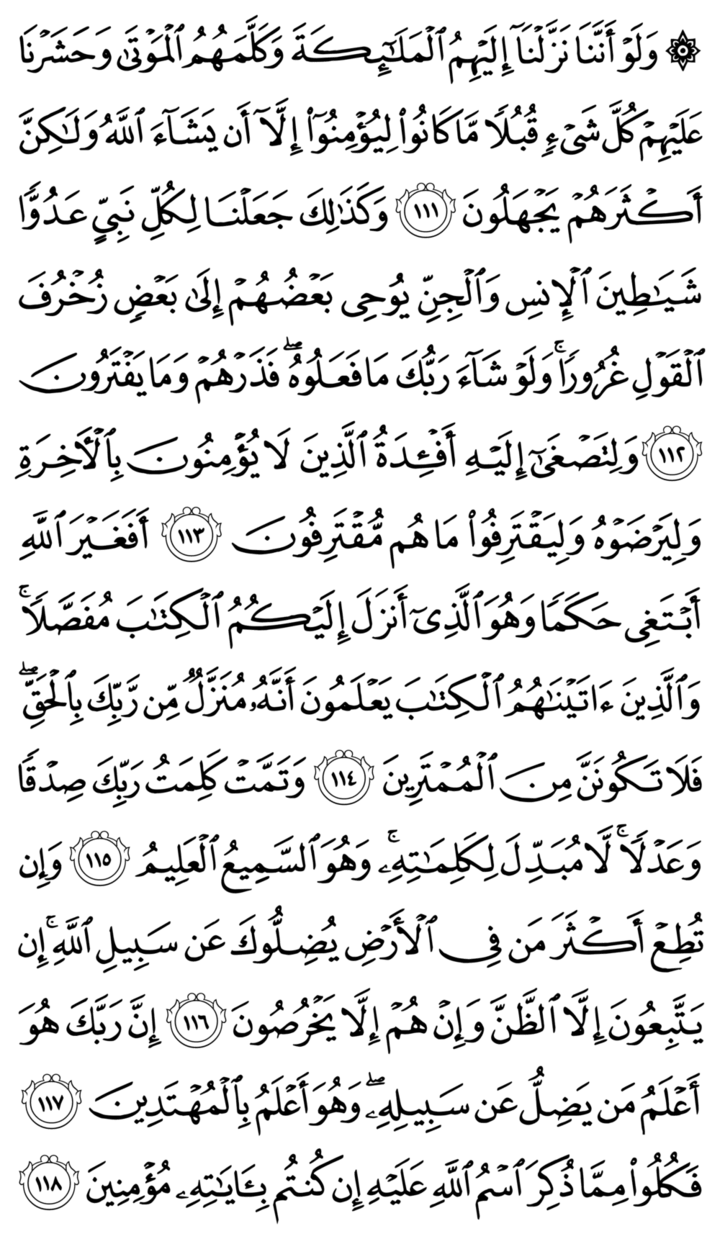 ۞ وَلَوۡ أَنَّنَا نَزَّلۡنَآ إِلَيۡهِمُ ٱلۡمَلَٰٓئِكَةَ وَكَلَّمَهُمُ ٱلۡمَوۡتَىٰ وَحَشَرۡنَا
عَلَيۡهِمۡ كُلَّ شَيۡءٖ قُبُلٗا مَّا كَانُواْ لِيُؤۡمِنُوٓاْ إِلَّآ أَن يَشَآءَ ٱللَّهُ وَلَٰكِنَّ
أَكۡثَرَهُمۡ يَجۡهَلُونَ ١١١ وَكَذَٰلِكَ جَعَلۡنَا لِكُلِّ نَبِيٍّ عَدُوّٗا
شَيَٰطِينَ ٱلۡإِنسِ وَٱلۡجِنِّ يُوحِي بَعۡضُهُمۡ إِلَىٰ بَعۡضٖ زُخۡرُفَ
ٱلۡقَوۡلِ غُرُورٗاۚ وَلَوۡ شَآءَ رَبُّكَ مَا فَعَلُوهُۖ فَذَرۡهُمۡ وَمَا يَفۡتَرُونَ
١١٢ وَلِتَصۡغَىٰٓ إِلَيۡهِ أَفۡـِٔدَةُ ٱلَّذِينَ لَا يُؤۡمِنُونَ بِٱلۡأٓخِرَةِ
وَلِيَرۡضَوۡهُ وَلِيَقۡتَرِفُواْ مَا هُم مُّقۡتَرِفُونَ ١١٣ أَفَغَيۡرَ ٱللَّهِ
أَبۡتَغِي حَكَمٗا وَهُوَ ٱلَّذِيٓ أَنزَلَ إِلَيۡكُمُ ٱلۡكِتَٰبَ مُفَصَّلٗاۚ
وَٱلَّذِينَ ءَاتَيۡنَٰهُمُ ٱلۡكِتَٰبَ يَعۡلَمُونَ أَنَّهُۥ مُنَزَّلٞ مِّن رَّبِّكَ بِٱلۡحَقِّۖ
فَلَا تَكُونَنَّ مِنَ ٱلۡمُمۡتَرِينَ ١١٤ وَتَمَّتۡ كَلِمَتُ رَبِّكَ صِدۡقٗا
وَعَدۡلٗاۚ لَّا مُبَدِّلَ لِكَلِمَٰتِهِۦۚ وَهُوَ ٱلسَّمِيعُ ٱلۡعَلِيمُ ١١٥ وَإِن
تُطِعۡ أَكۡثَرَ مَن فِي ٱلۡأَرۡضِ يُضِلُّوكَ عَن سَبِيلِ ٱللَّهِۚ إِن
يَتَّبِعُونَ إِلَّا ٱلظَّنَّ وَإِنۡ هُمۡ إِلَّا يَخۡرُصُونَ ١١٦ إِنَّ رَبَّكَ هُوَ
أَعۡلَمُ مَن يَضِلُّ عَن سَبِيلِهِۦۖ وَهُوَ أَعۡلَمُ بِٱلۡمُهۡتَدِينَ ١١٧
فَكُلُواْ مِمَّا ذُكِرَ ٱسۡمُ ٱللَّهِ عَلَيۡهِ إِن كُنتُم بِـَٔايَٰتِهِۦ مُؤۡمِنِينَ ١١٨